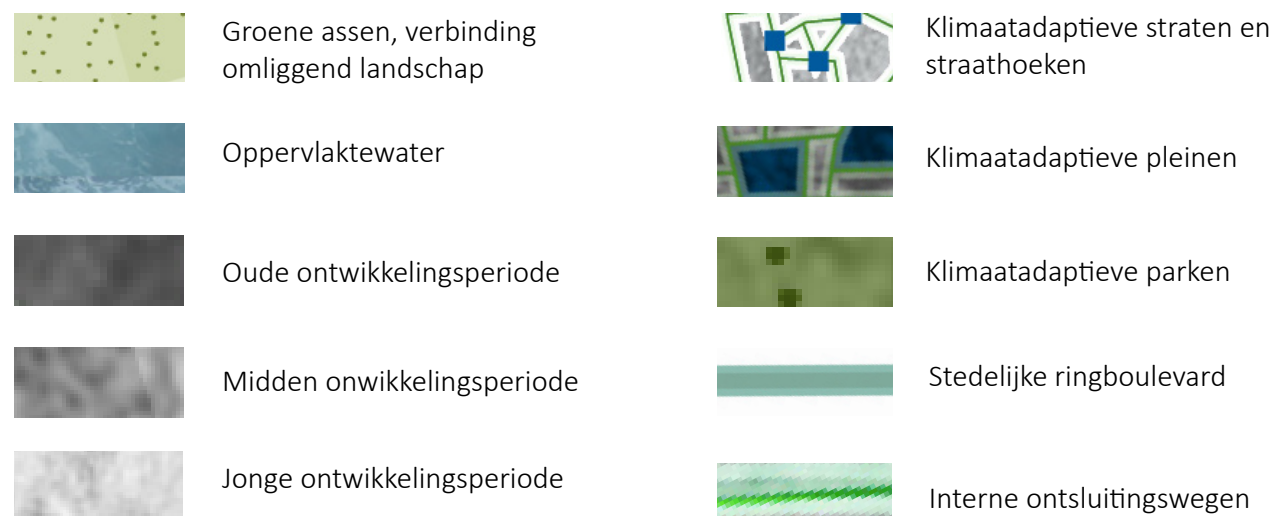 Groene assen, verbinding
omliggend landschap
Oppervlaktewater
Oude ontwikkelingsperiode
Midden onwikkelingsperiode
Jonge ontwikkelingsperiode
Klimaatadaptieve straten en
straathoeken
Klimaatadaptieve pleinen
Klimaatadaptieve parken
Stedelijke ringboulevard
Interne ontsluitingswegen